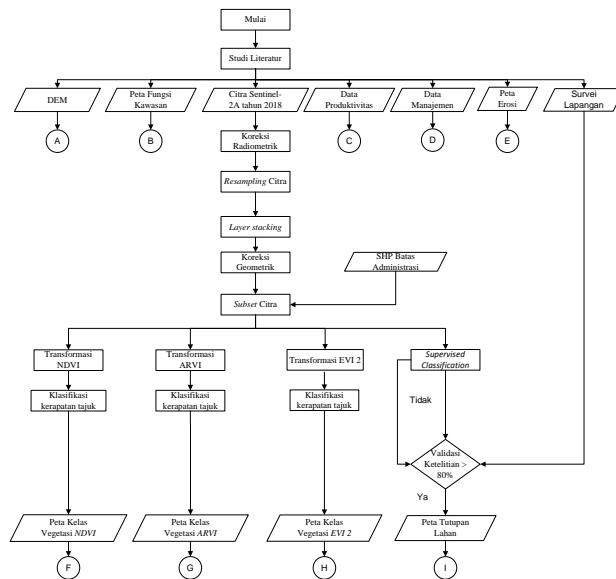 Mulai
Studi Literatur
DEM
Peta Fungsi
Kawasan
Citra Sentinel-
2A tahun 2018
Data
Produktivitas
Data
Manajemen
Peta
Erosi
Survei
Lapangan
A
B
C
D
E
Koreksi
Radiometrik
Resampling Citra
Layer stacking
Koreksi
Geometrik
SHP Batas
Administrasi
Subset Citra
Transformasi
NDVI
Transformasi
ARVI
Transformasi EVI 2
Supervised
Classification
Klasifikasi
kerapatan tajuk
Klasifikasi
kerapatan tajuk
Klasifikasi
kerapatan tajuk
Tidak
Validasi
Ketelitian >
80%
Ya
Peta Kelas
Vegetasi NDVI
Peta Kelas
Vegetasi ARVI
Peta Kelas
Vegetasi EVI 2
Peta Tutupan
Lahan
F
G
H
I